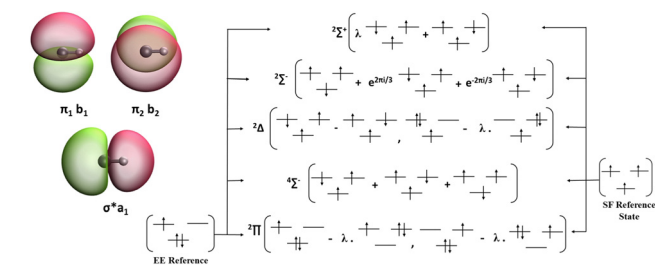 ²Σ⁺ ( λ + )
²Σ⁻ ( + e²πi/3 + e⁻²πi/3 )
π₁ b₁ π₂ b₂
²Δ ( - , - λ . )
⁴Σ⁻ ( + + )
σ*a₁
SF Reference
State
²Π ( - λ . , - λ . )
EE Reference